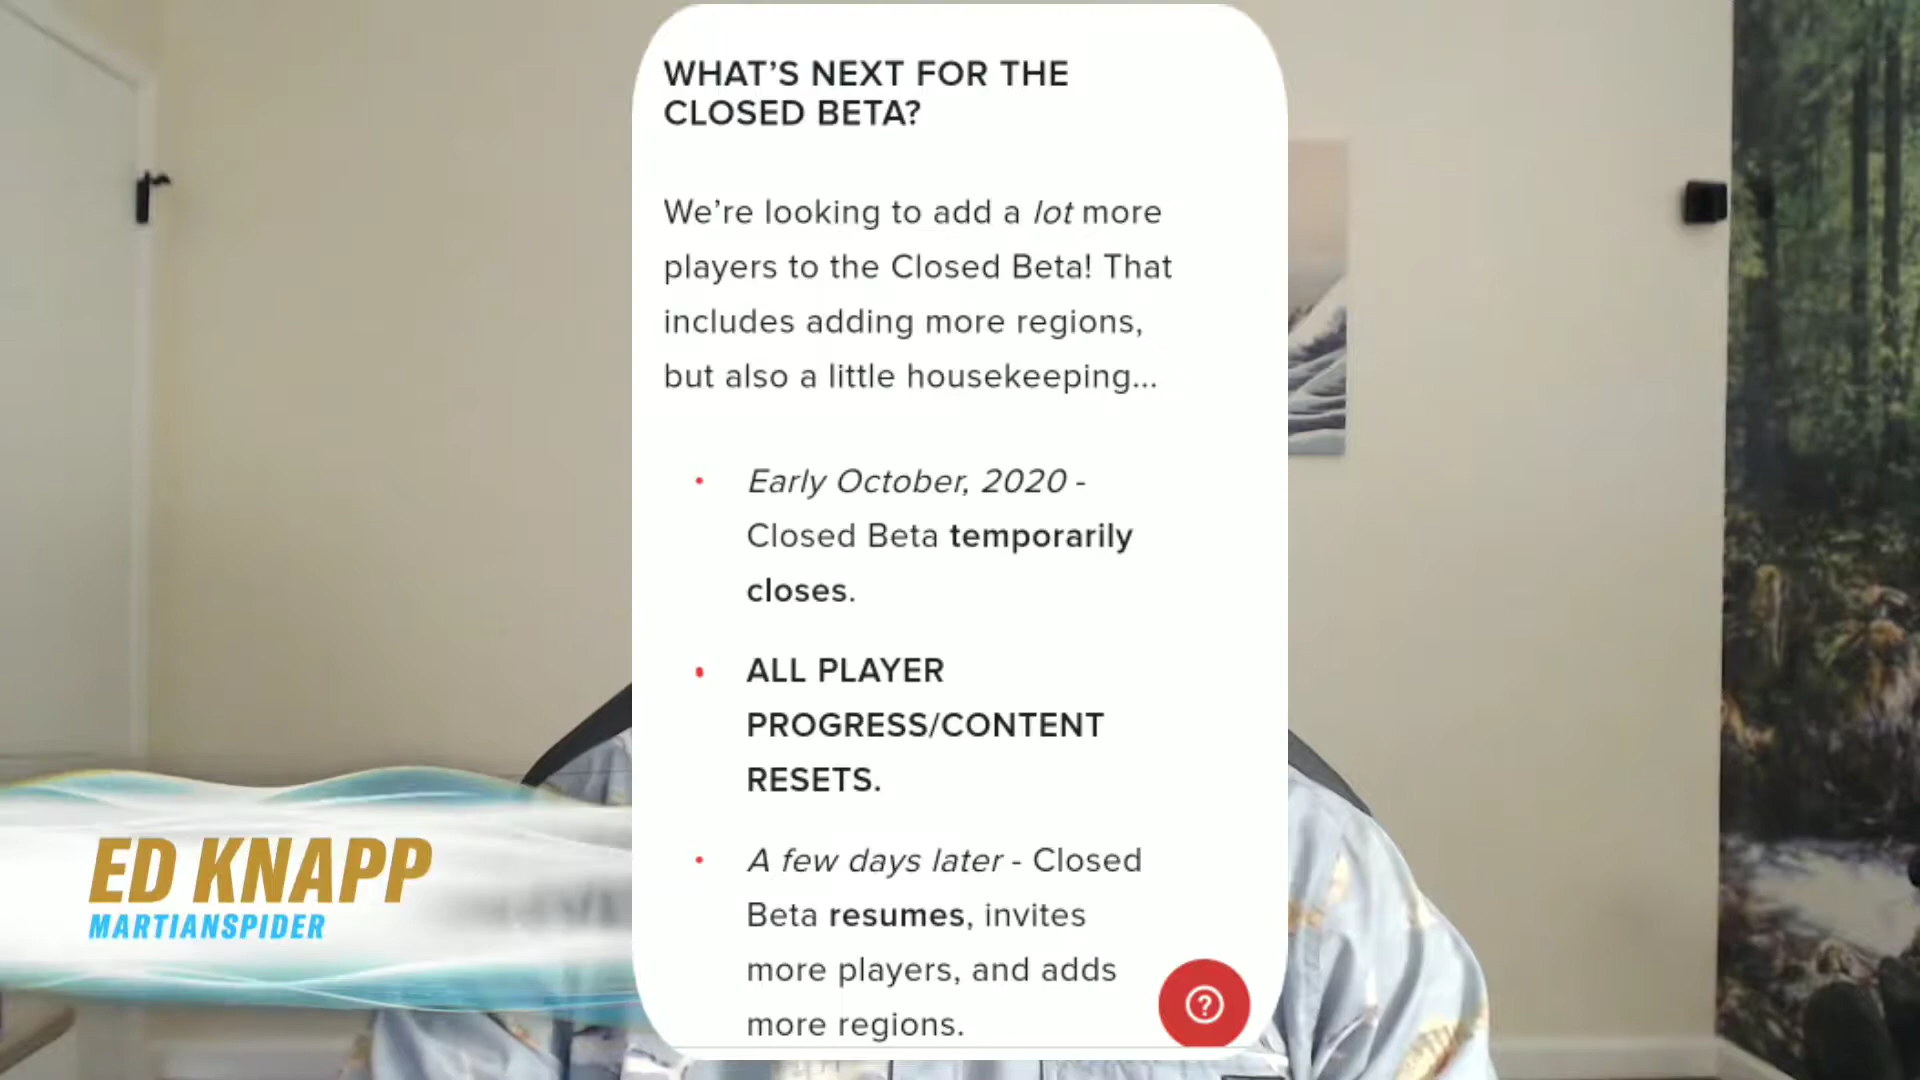 WHAT’S NEXT FOR THE
CLOSED BETA?
We’re looking to add a lot more
players to the Closed Beta! That
includes adding more regions,
but also a little housekeeping...
• Early October, 2020 -
Closed Beta temporarily
closes.
• ALL PLAYER
PROGRESS/CONTENT
RESETS.
• A few days later - Closed
Beta resumes, invites
more players, and adds
more regions.
?
ED KNAPP
MARTIANSPIDER